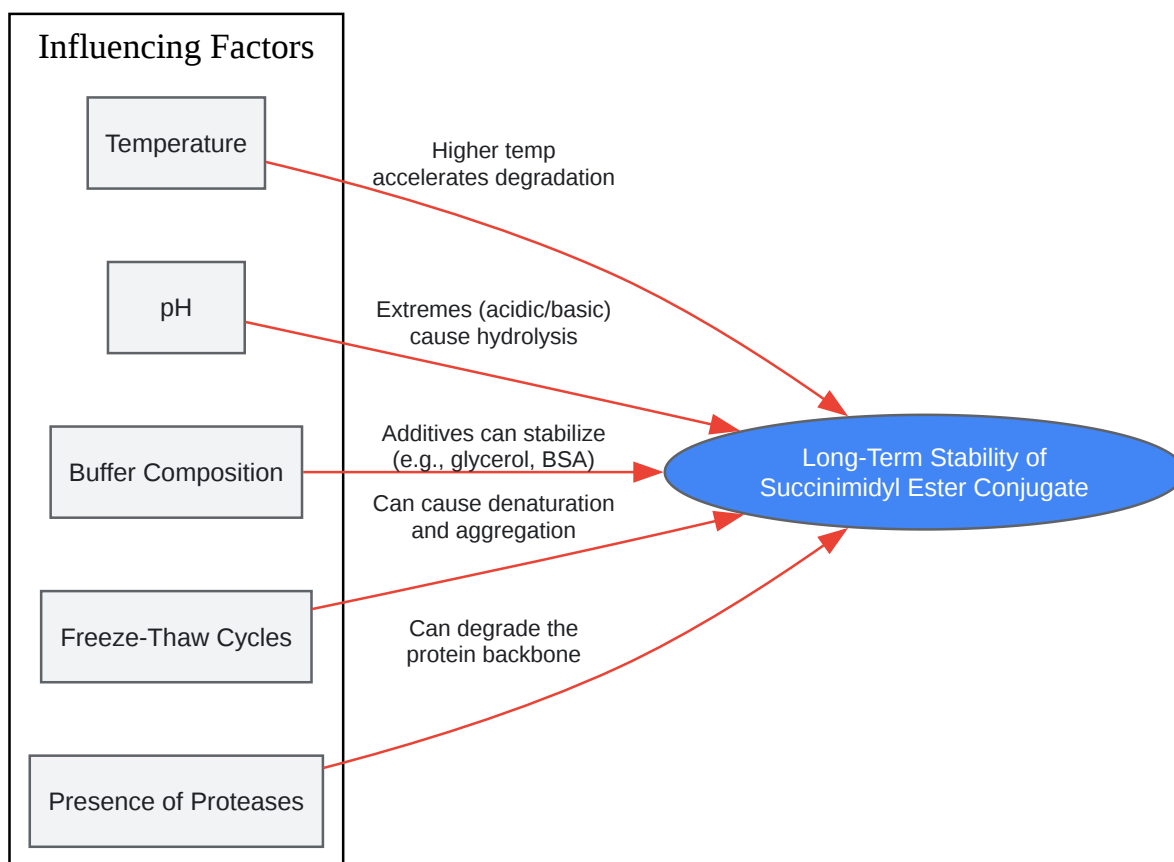 Influencing Factors
Temperature
Higher temp
accelerates degradation
pH
Extremes (acidic/basic)
cause hydrolysis
Buffer Composition
Additives can stabilize
(e.g., glycerol, BSA)
Long-Term Stability of
Succinimidyl Ester Conjugate
Can cause denaturation
and aggregation
Freeze-Thaw Cycles
Can degrade the
protein backbone
Presence of Proteases